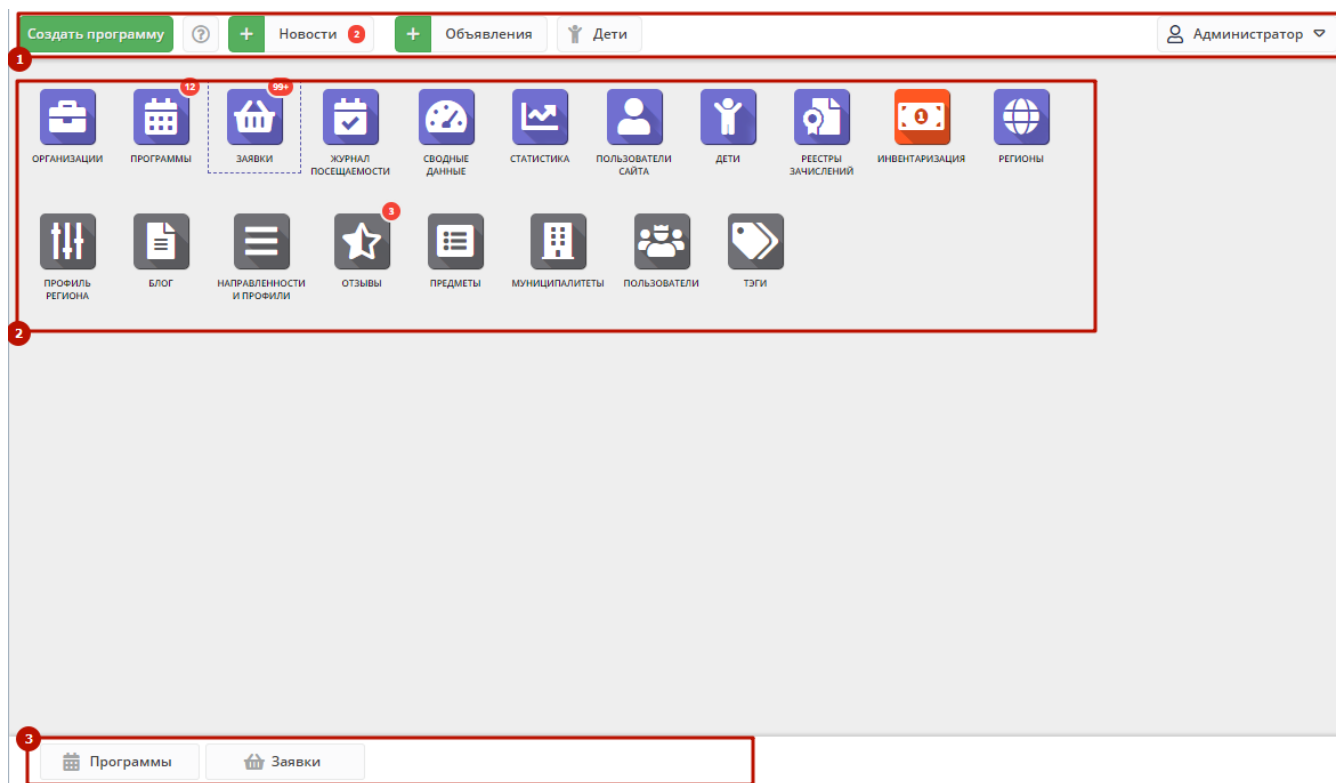 Создать программу ? + Новости 2 + Объявления Дети Администратор
1
12 99+
1
ОРГАНИЗАЦИИ ПРОГРАММЫ ЗАЯВКИ ЖУРНАЛ СВОДНЫЕ СТАТИСТИКА ПОЛЬЗОВАТЕЛИ ДЕТИ РЕЕСТРЫ ИНВЕНТАРИЗАЦИЯ РЕГИОНЫ
ПОСЕЩАЕМОСТИ ДАННЫЕ САЙТА ЗАЧИСЛЕНИЙ
3
ПРОФИЛЬ БЛОГ НАПРАВЛЕННОСТИ ОТЗЫВЫ ПРЕДМЕТЫ МУНИЦИПАЛИТЕТЫ ПОЛЬЗОВАТЕЛИ ТЭГИ
РЕГИОНА И ПРОФИЛИ
2
3
Программы Заявки